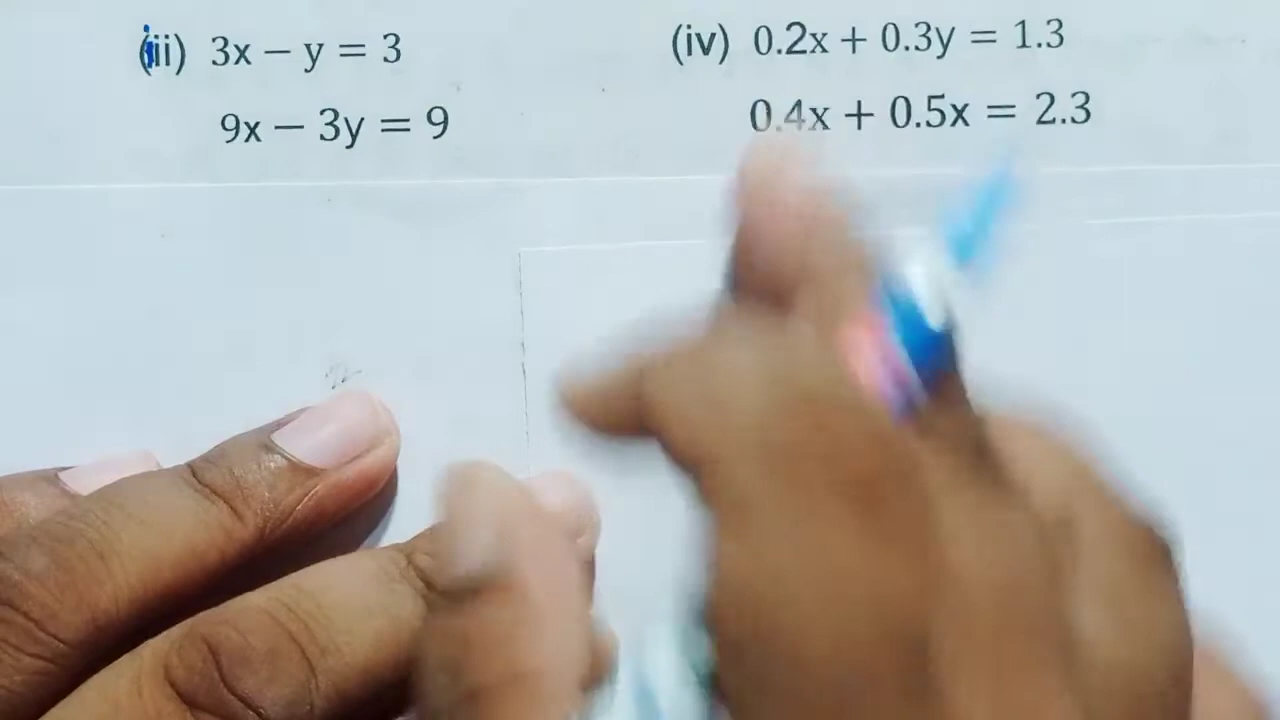 (iii) 3x − y = 3
9x − 3y = 9
(iv) 0.2x + 0.3y = 1.3
0.4x + 0.5x = 2.3